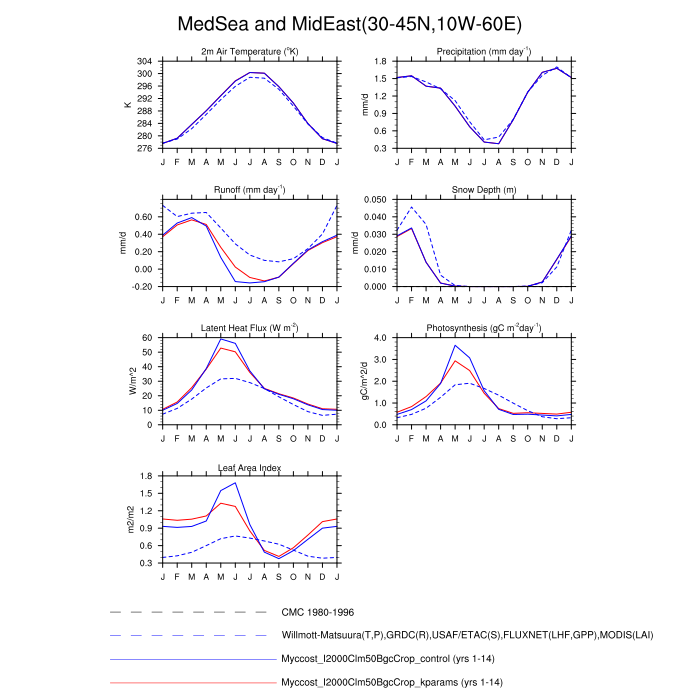 MedSea and MidEast(30-45N,10W-60E)
2m Air Temperature (°K)
K
304
300
296
292
288
284
280
276
J F M A M J J A S O N D J
Precipitation (mm day⁻¹)
mm/d
1.8
1.5
1.2
0.9
0.6
0.3
J F M A M J J A S O N D J
Runoff (mm day⁻¹)
mm/d
0.60
0.40
0.20
0.00
-0.20
J F M A M J J A S O N D J
Snow Depth (m)
mm/d
0.050
0.040
0.030
0.020
0.010
0.000
J F M A M J J A S O N D J
Latent Heat Flux (W m⁻²)
W/m^2
60
50
40
30
20
10
0
J F M A M J J A S O N D J
Photosynthesis (gC m⁻²day⁻¹)
gC/m^2/d
4.0
3.0
2.0
1.0
0.0
J F M A M J J A S O N D J
Leaf Area Index
m2/m2
1.8
1.5
1.2
0.9
0.6
0.3
J F M A M J J A S O N D J
CMC 1980-1996
Willmott-Matsuura(T,P),GRDC(R),USAF/ETAC(S),FLUXNET(LHF,GPP),MODIS(LAI)
Myccost_I2000Clm50BgcCrop_control (yrs 1-14)
Myccost_I2000Clm50BgcCrop_kparams (yrs 1-14)